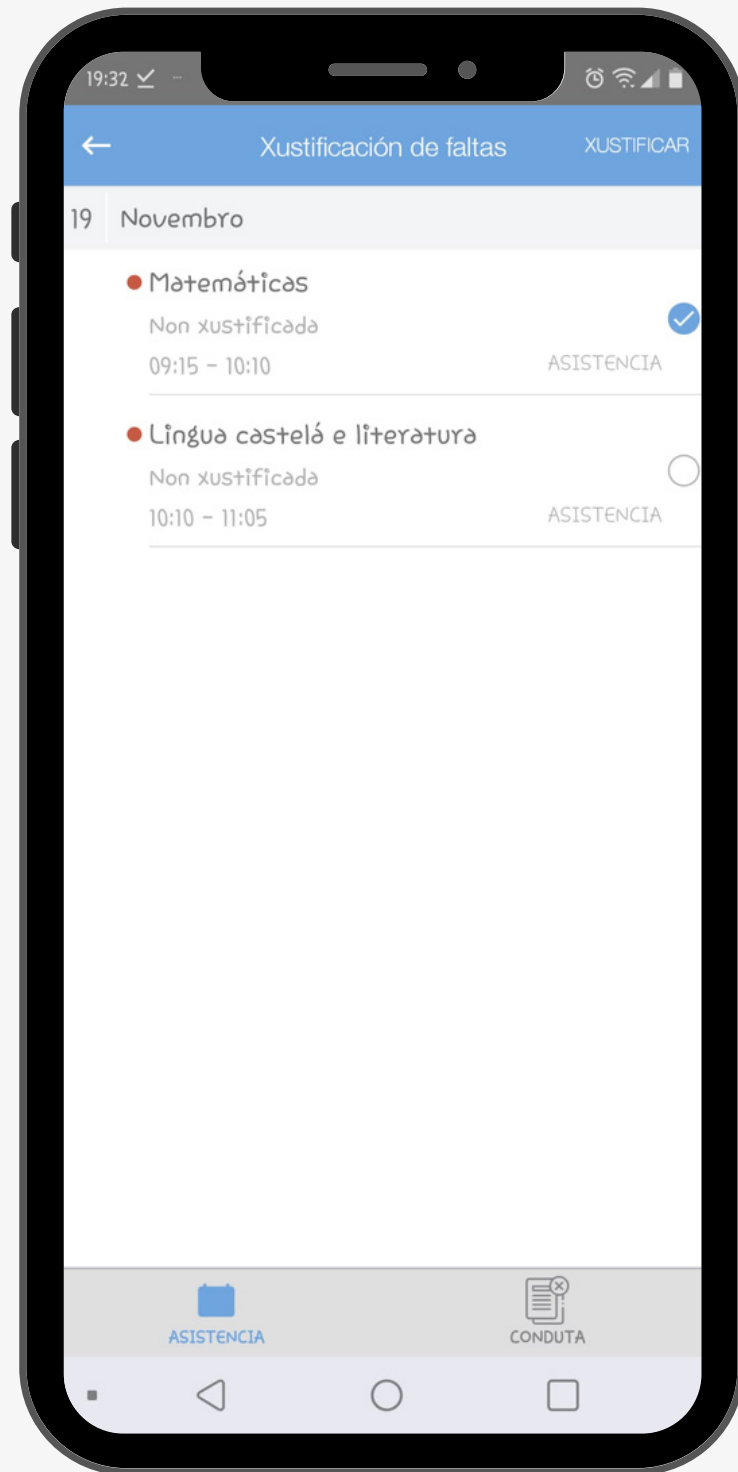 19:32
Xustificación de faltas XUSTIFICAR
19 Novembro
Matemáticas
Non xustificada
09:15 - 10:10 ASISTENCIA
Lingua castelá e literatura
Non xustificada
10:10 - 11:05 ASISTENCIA
ASISTENCIA CONDUTA